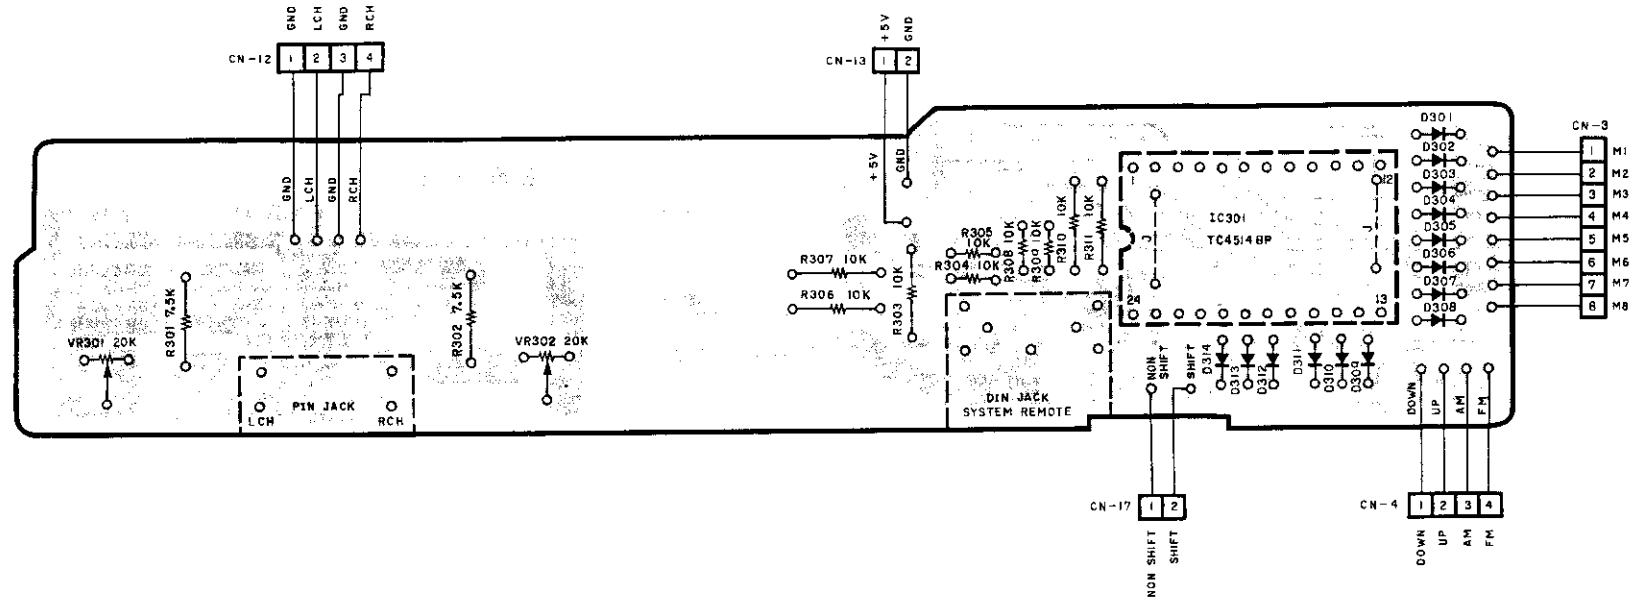 GND LCH GND RCH
CN-12 1 2 3 4
GND LCH GND RCH
+5V GND
CN-13 1 2
+5V GND
R301 7.5K
VR301 20K
PIN JACK
LCH RCH
R302 7.5K
VR302 20K
R307 10K
R306 10K
R303 10K
R305
10K
R304 10K
R308 10K
R309 10K
R310 10K
R311 10K
DIN JACK
SYSTEM REMOTE
1 12
IC301
TC4514BP
J J
24 13
D301
D302
D303
D304
D305
D306
D307
D308
CN-3
1 M1
2 M2
3 M3
4 M4
5 M5
6 M6
7 M7
8 M8
NON SHIFT
SHIFT
D314
D313
D312
D311
D310
D309
DOWN UP AM FM
CN-17 1 2
NON SHIFT
SHIFT
CN-4 1 2 3 4
DOWN UP AM FM